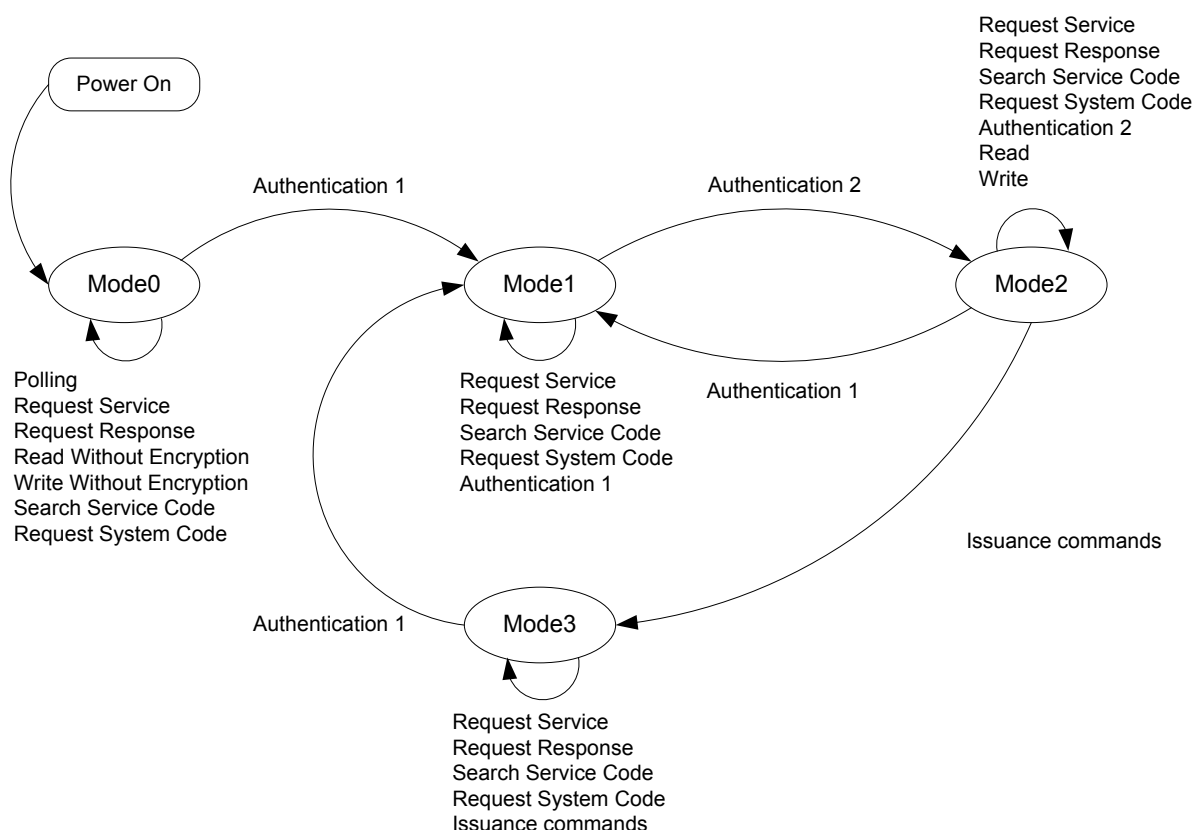 Request Service
Request Response
Search Service Code
Request System Code
Authentication 2
Read
Write
Power On
Authentication 1
Authentication 2
Mode0
Mode1
Mode2
Polling
Request Service
Request Response
Read Without Encryption
Write Without Encryption
Search Service Code
Request System Code
Request Service
Request Response
Search Service Code
Request System Code
Authentication 1
Authentication 1
Issuance commands
Authentication 1
Mode3
Request Service
Request Response
Search Service Code
Request System Code
Issuance commands